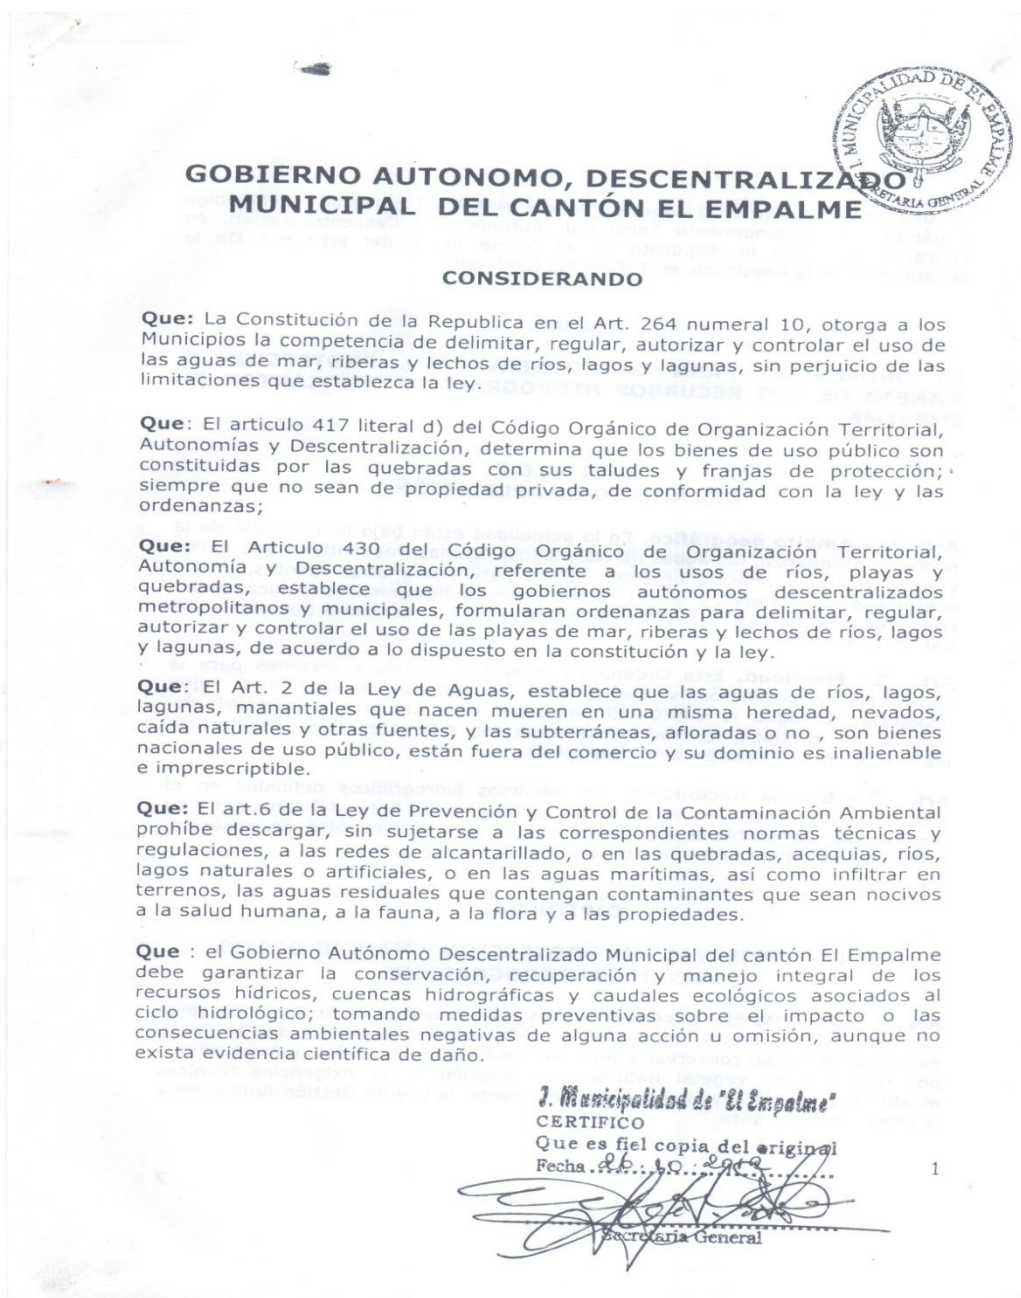 I. MUNICIPALIDAD DE EL EMPALME
SECRETARIA GENERAL
GOBIERNO AUTONOMO, DESCENTRALIZADO
MUNICIPAL DEL CANTÓN EL EMPALME
CONSIDERANDO
Que: La Constitución de la Republica en el Art. 264 numeral 10, otorga a los
Municipios la competencia de delimitar, regular, autorizar y controlar el uso de
las aguas de mar, riberas y lechos de ríos, lagos y lagunas, sin perjuicio de las
limitaciones que establezca la ley.
Que: El articulo 417 literal d) del Código Orgánico de Organización Territorial,
Autonomías y Descentralización, determina que los bienes de uso público son
constituidas por las quebradas con sus taludes y franjas de protección;
siempre que no sean de propiedad privada, de conformidad con la ley y las
ordenanzas;
Que: El Articulo 430 del Código Orgánico de Organización Territorial,
Autonomía y Descentralización, referente a los usos de ríos, playas y
quebradas, establece que los gobiernos autónomos descentralizados
metropolitanos y municipales, formularan ordenanzas para delimitar, regular,
autorizar y controlar el uso de las playas de mar, riberas y lechos de ríos, lagos
y lagunas, de acuerdo a lo dispuesto en la constitución y la ley.
Que: El Art. 2 de la Ley de Aguas, establece que las aguas de ríos, lagos,
lagunas, manantiales que nacen mueren en una misma heredad, nevados,
caída naturales y otras fuentes, y las subterráneas, afloradas o no , son bienes
nacionales de uso público, están fuera del comercio y su dominio es inalienable
e imprescriptible.
Que: El art.6 de la Ley de Prevención y Control de la Contaminación Ambiental
prohíbe descargar, sin sujetarse a las correspondientes normas técnicas y
regulaciones, a las redes de alcantarillado, o en las quebradas, acequias, ríos,
lagos naturales o artificiales, o en las aguas marítimas, así como infiltrar en
terrenos, las aguas residuales que contengan contaminantes que sean nocivos
a la salud humana, a la fauna, a la flora y a las propiedades.
Que : el Gobierno Autónomo Descentralizado Municipal del cantón El Empalme
debe garantizar la conservación, recuperación y manejo integral de los
recursos hídricos, cuencas hidrográficas y caudales ecológicos asociados al
ciclo hidrológico; tomando medidas preventivas sobre el impacto o las
consecuencias ambientales negativas de alguna acción u omisión, aunque no
exista evidencia científica de daño.
I. Municipalidad de "El Empalme"
CERTIFICO
Que es fiel copia del original
Fecha 26.10.2012
1
Secretaria General